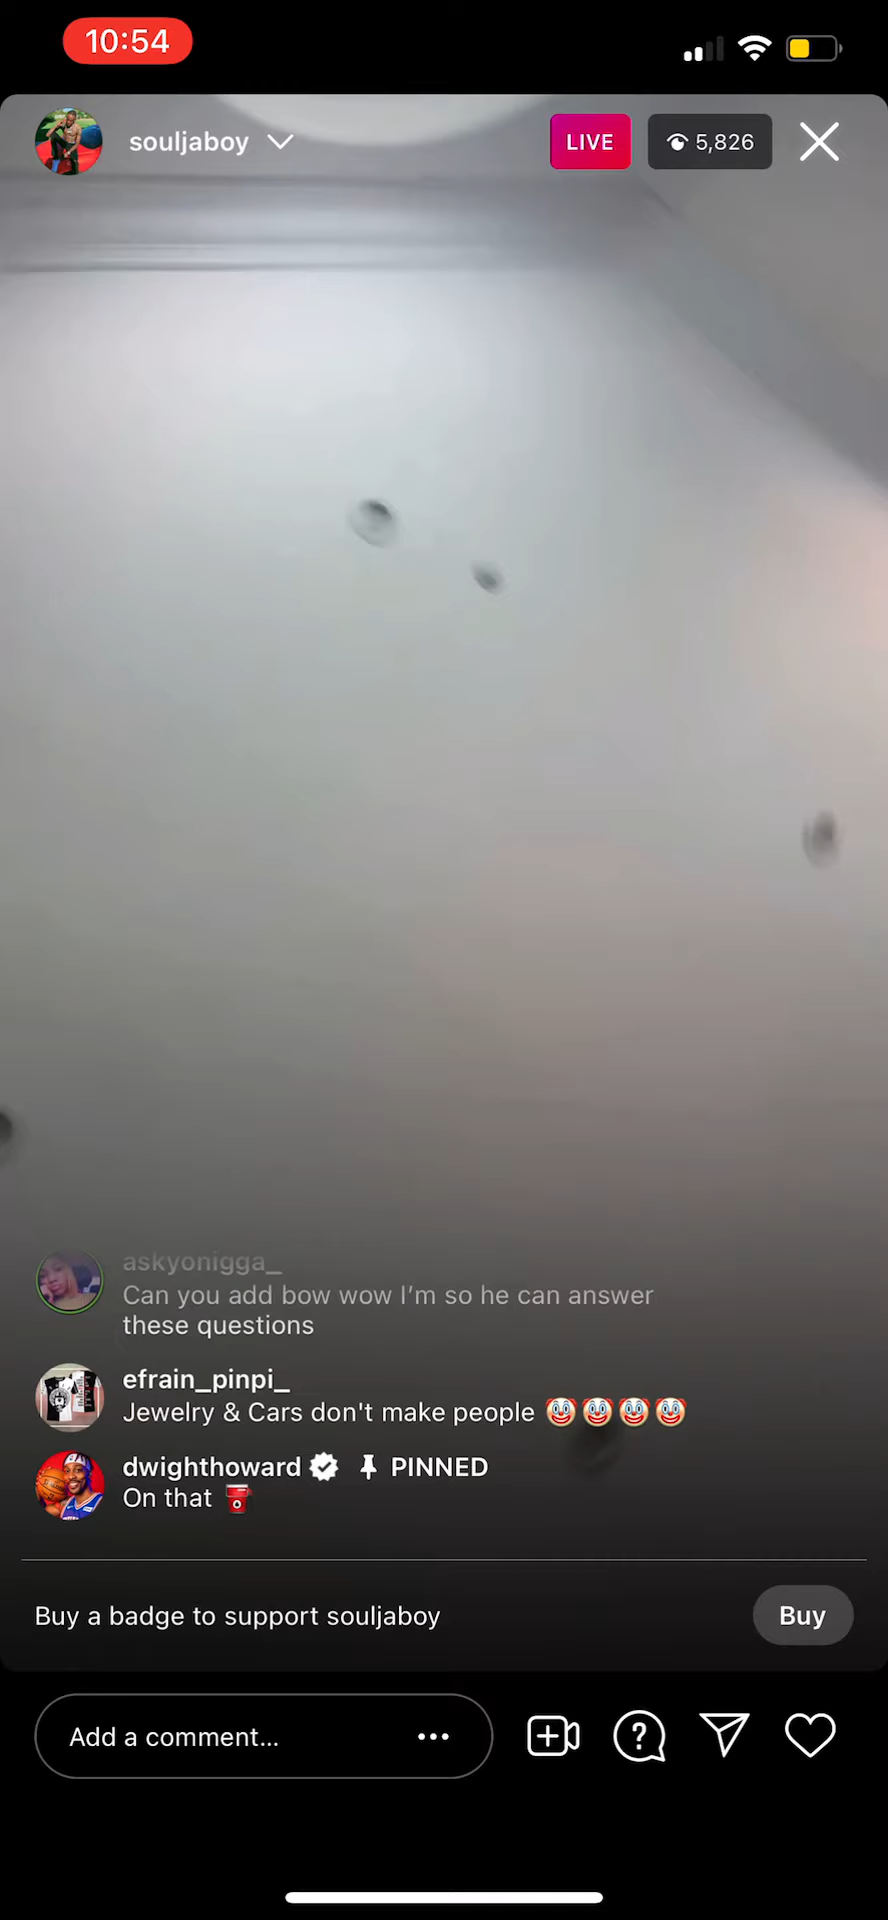 10:54
souljaboy
LIVE
5,826
askyonigga_
Can you add bow wow I’m so he can answer
these questions
efrain_pinpi_
Jewelry & Cars don't make people 🤡🤡🤡🤡
dwighthoward PINNED
On that
Buy a badge to support souljaboy
Buy
Add a comment...